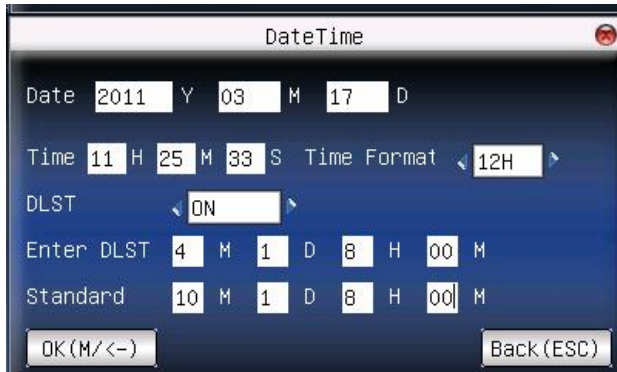 DateTime
Date 2011 Y 03 M 17 D
Time 11 H 25 M 33 S Time Format 12H
DLST ON
Enter DLST 4 M 1 D 8 H 00 M
Standard 10 M 1 D 8 H 00 M
OK(M/<-) Back(ESC)